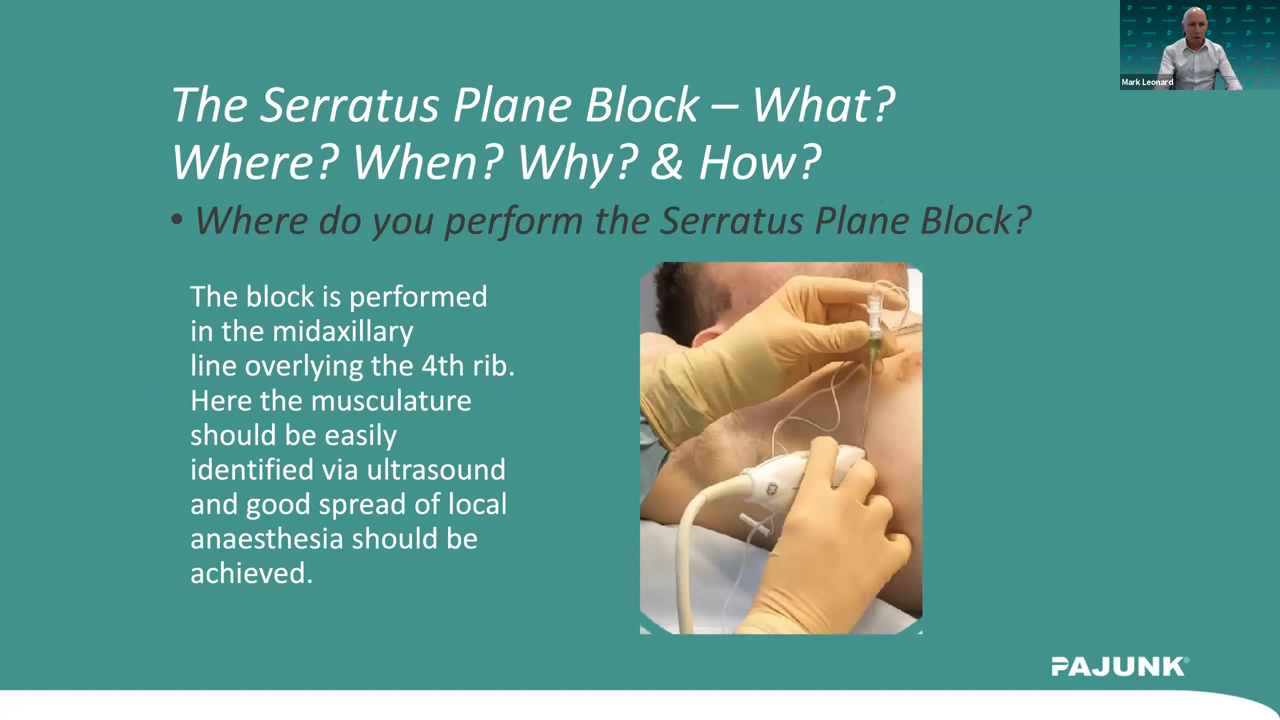 Mark Leonard
The Serratus Plane Block – What?
Where? When? Why? & How?
• Where do you perform the Serratus Plane Block?
The block is performed
in the midaxillary
line overlying the 4th rib.
Here the musculature
should be easily
identified via ultrasound
and good spread of local
anaesthesia should be
achieved.
PAJUNK®